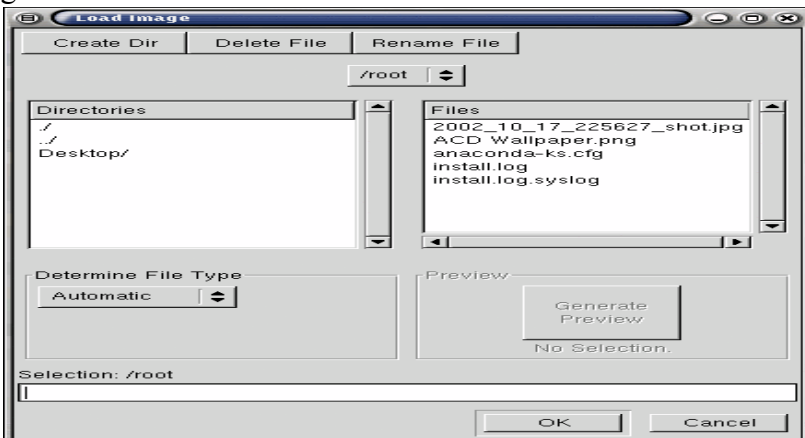 Load Image
Create Dir Delete File Rename File
/root
Directories
./
../
Desktop/
Files
2002_10_17_225627_shot.jpg
ACD Wallpaper.png
anaconda-ks.cfg
install.log
install.log.syslog
Determine File Type
Automatic
Preview
Generate
Preview
No Selection.
Selection: /root
OK Cancel